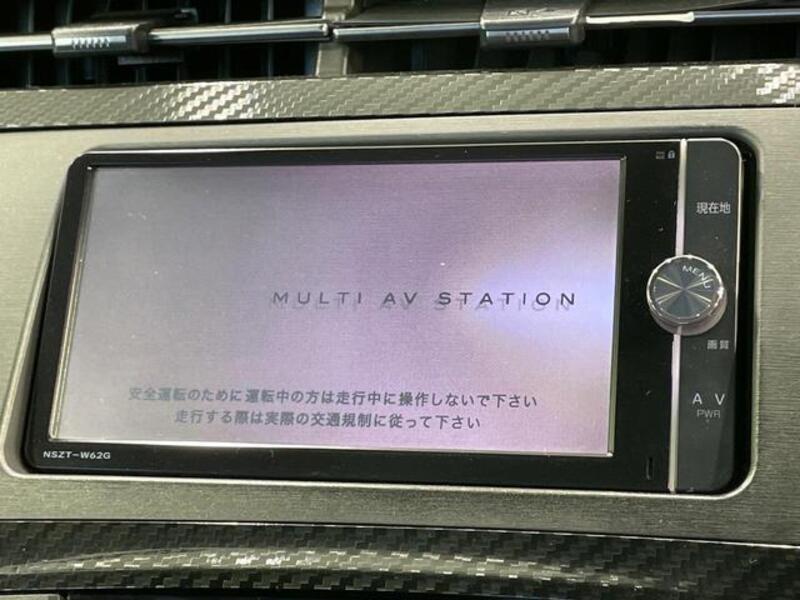 現在地
MENU
MULTI AV STATION
画質
安全運転のために運転中の方は走行中に操作しないで下さい
走行する際は実際の交通規制に従って下さい
AV
PWR
NSZT-W62G